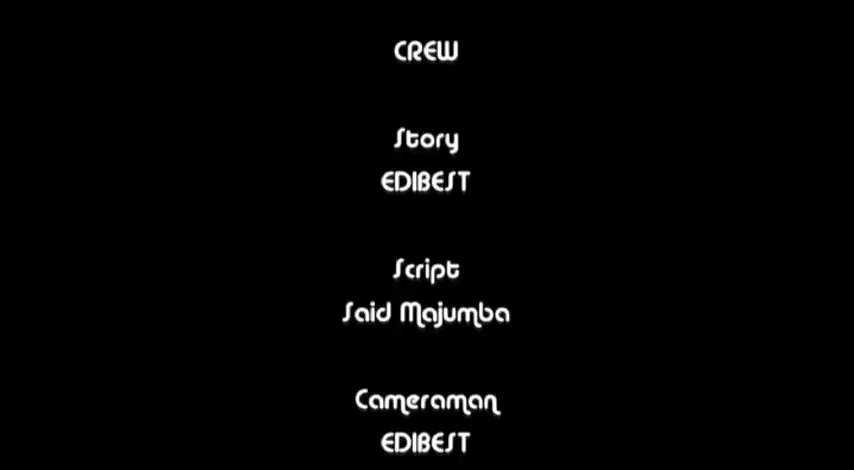 CREW
Story
EDIBEST
Script
Said Majumba
Cameraman
EDIBEST